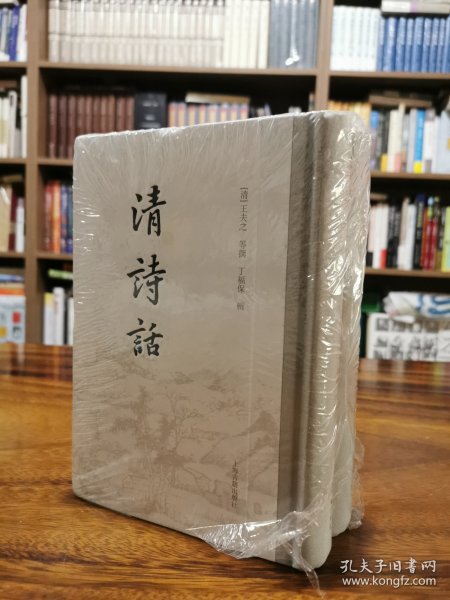 清詩話
[清]王夫之 等撰 丁福保 輯
上海古籍出版社
孔夫子旧书网
www.kongfz.com